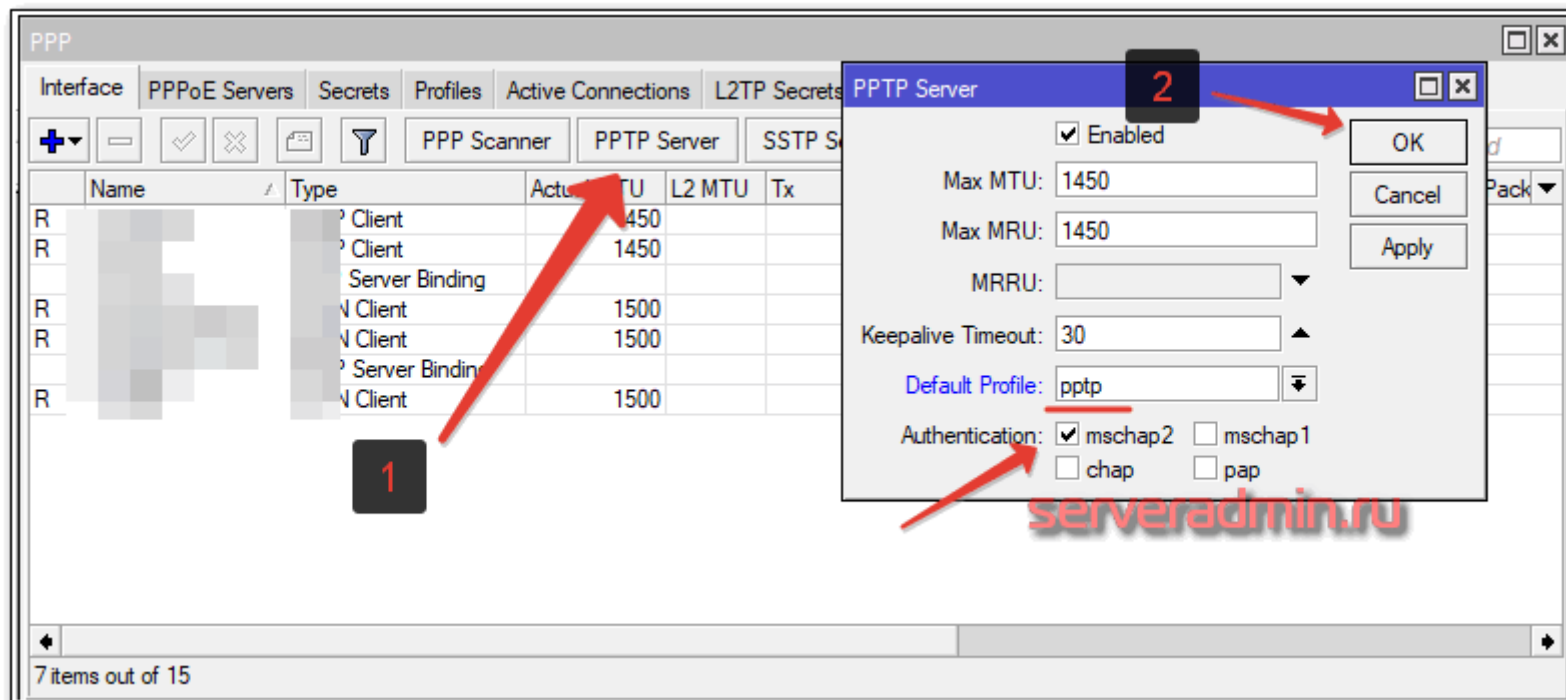 PPP
Interface PPPoE Servers Secrets Profiles Active Connections L2TP Secrets
PPP Scanner PPTP Server
Name Type L2 MTU Tx
R Client 1450
R Client 1450
Server Binding
R Client 1500
R Client 1500
Server Binding
R Client 1500
1
7 items out of 15
PPTP Server
2
Enabled
OK
Max MTU: 1450
Cancel
Max MRU: 1450
Apply
MRRU:
Keepalive Timeout: 30
Default Profile: pptp
Authentication: mschap2 mschap1
chap pap
serveradmin.ru